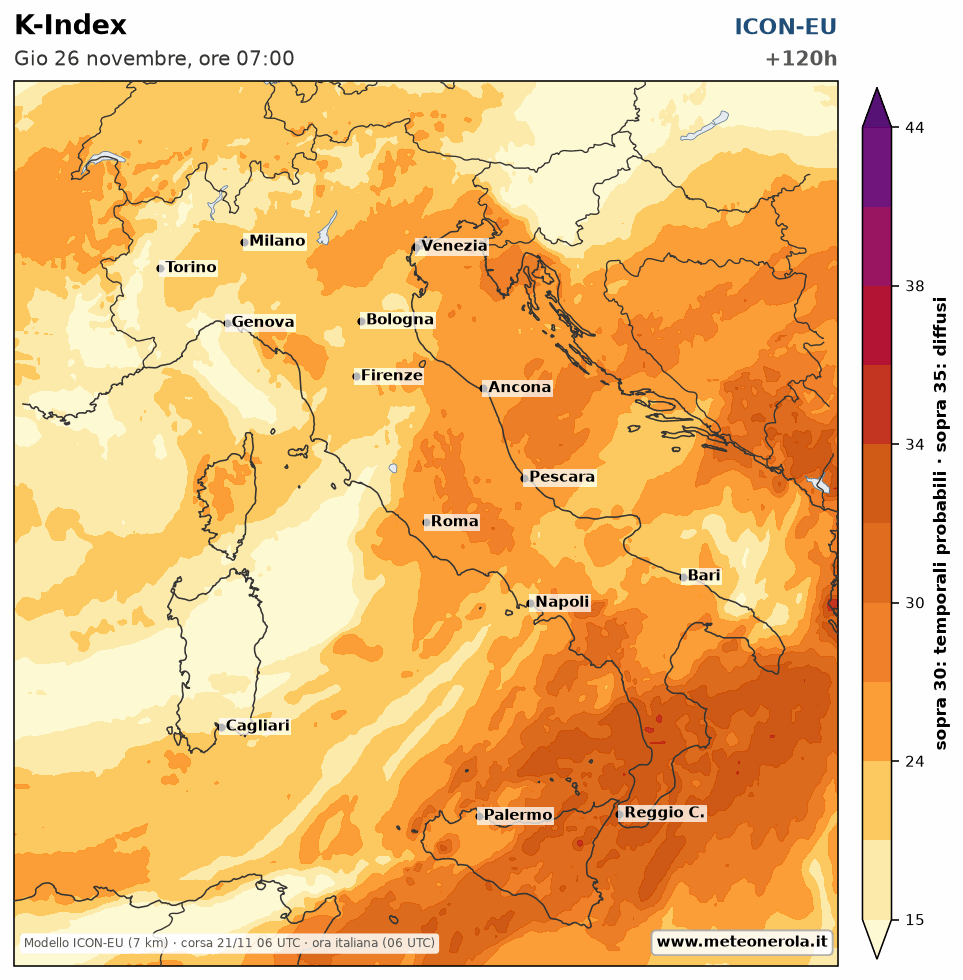 K-Index
ICON-EU
Gio 26 novembre, ore 07:00
+120h
44
Milano
Venezia
Torino
38
Genova
Bologna
Firenze
Ancona
34
Pescara
Roma
Bari
Napoli
30
Cagliari
24
Palermo
Reggio C.
15
sopra 30: temporali probabili · sopra 35: diffusi
Modello ICON-EU (7 km) · corsa 21/11 06 UTC · ora italiana (06 UTC)
www.meteonerola.it